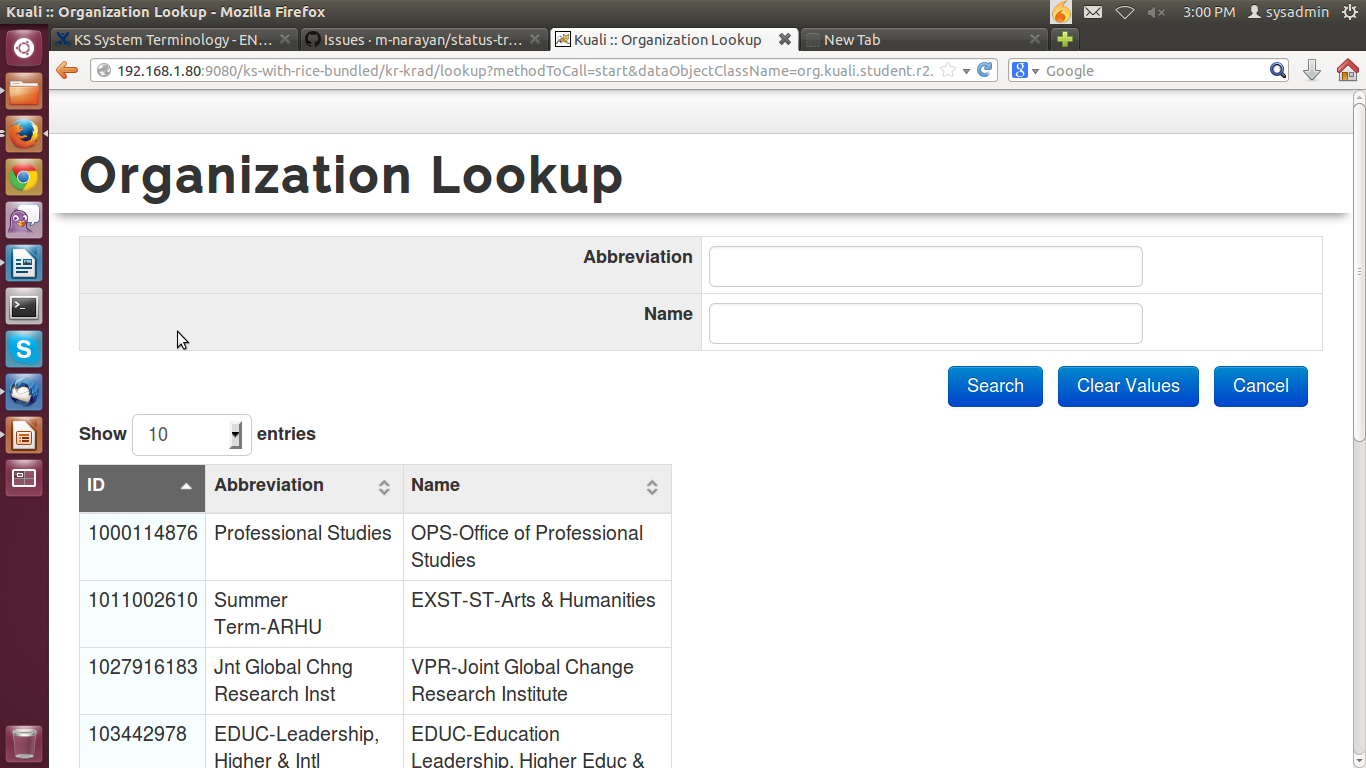 Kuali :: Organization Lookup - Mozilla Firefox
3:00 PM
sysadmin
KS System Terminology - EN...
Issues · m-narayan/status-tr...
Kuali :: Organization Lookup
New Tab
192.168.1.80:9080/ks-with-rice-bundled/kr-krad/lookup?methodToCall=start&dataObjectClassName=org.kuali.student.r2.
Google
Organization Lookup
Abbreviation
Name
Search
Clear Values
Cancel
Show 10 entries
ID
Abbreviation
Name
1000114876
Professional Studies
OPS-Office of Professional
Studies
1011002610
Summer
Term-ARHU
EXST-ST-Arts & Humanities
1027916183
Jnt Global Chng
Research Inst
VPR-Joint Global Change
Research Institute
103442978
EDUC-Leadership,
Higher & Intl
EDUC-Education
Leadership, Higher Educ &